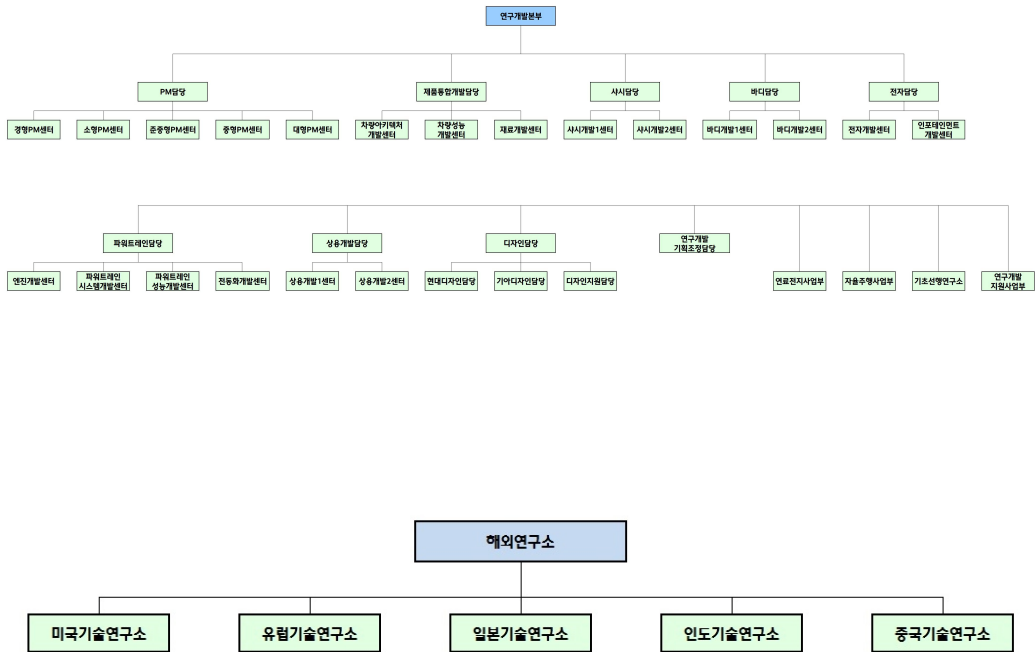 연구개발본부
PM담당
제품통합개발담당
샤시담당
바디담당
전자담당
경형PM센터
소형PM센터
준중형PM센터
중형PM센터
대형PM센터
차량아키텍처
개발센터
차량성능
개발센터
재료개발센터
샤시개발1센터
샤시개발2센터
바디개발1센터
바디개발2센터
전자개발센터
인포테인먼트
개발센터
파워트레인담당
상용개발담당
디자인담당
연구개발
기획조정담당
엔진개발센터
파워트레인
시스템개발센터
파워트레인
성능개발센터
전동화개발센터
상용개발1센터
상용개발2센터
현대디자인담당
기아디자인담당
디자인지원담당
연료전지사업부
자율주행사업부
기초선행연구소
연구개발
지원사업부
해외연구소
미국기술연구소
유럽기술연구소
일본기술연구소
인도기술연구소
중국기술연구소